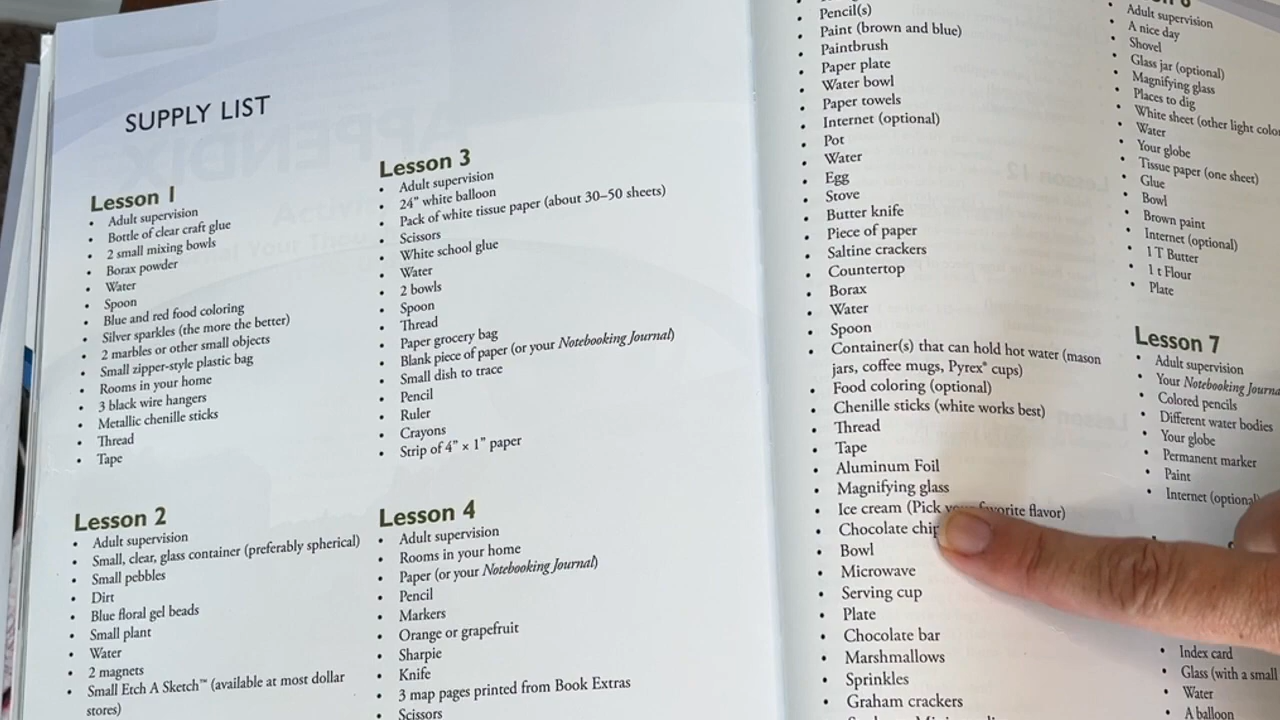 SUPPLY LIST
Lesson 1
• Adult supervision
• Bottle of clear craft glue
• 2 small mixing bowls
• Borax powder
• Water
• Spoon
• Blue and red food coloring
• Silver sparkles (the more the better)
• 2 marbles or other small objects
• Small zipper-style plastic bag
• Rooms in your home
• 3 black wire hangers
• Metallic chenille sticks
• Thread
• Tape
Lesson 2
• Adult supervision
• Small, clear, glass container (preferably spherical)
• Small pebbles
• Dirt
• Blue floral gel beads
• Small plant
• Water
• 2 magnets
• Small Etch A Sketch™ (available at most dollar
stores)
Lesson 3
• Adult supervision
• 24" white balloon
• Pack of white tissue paper (about 30–50 sheets)
• Scissors
• White school glue
• Water
• 2 bowls
• Spoon
• Thread
• Paper grocery bag
• Blank piece of paper (or your Notebooking Journal)
• Small dish to trace
• Pencil
• Ruler
• Crayons
• Strip of 4" × 1" paper
Lesson 4
• Adult supervision
• Rooms in your home
• Paper (or your Notebooking Journal)
• Pencil
• Markers
• Orange or grapefruit
• Sharpie
• Knife
• 3 map pages printed from Book Extras
• Scissors
• Pencil(s)
• Paint (brown and blue)
• Paintbrush
• Paper plate
• Water bowl
• Paper towels
• Internet (optional)
• Pot
• Water
• Egg
• Stove
• Butter knife
• Piece of paper
• Saltine crackers
• Countertop
• Borax
• Water
• Spoon
• Container(s) that can hold hot water (mason
jars, coffee mugs, Pyrex® cups)
• Food coloring (optional)
• Chenille sticks (white works best)
• Thread
• Tape
• Aluminum Foil
• Magnifying glass
• Ice cream (Pick flavor)
• Chocolate
• Bowl
• Microwave
• Serving cup
• Plate
• Chocolate bar
• Marshmallows
• Sprinkles
• Graham crackers
• Adult supervision
• A nice day
• Shovel
• Glass jar (optional)
• Magnifying glass
• Places to dig
• White sheet (other light
• Water
• Your globe
• Tissue paper (one sheet)
• Glue
• Bowl
• Brown paint
• Internet (optional)
• 1 T Butter
• 1 t Flour
• Plate
Lesson 7
• Adult supervision
• Your Notebooking
• Colored pencils
• Different water bodies
• Your globe
• Permanent marker
• Paint
• Internet
• Index card
• Glass (with a small
• Water
• A balloon